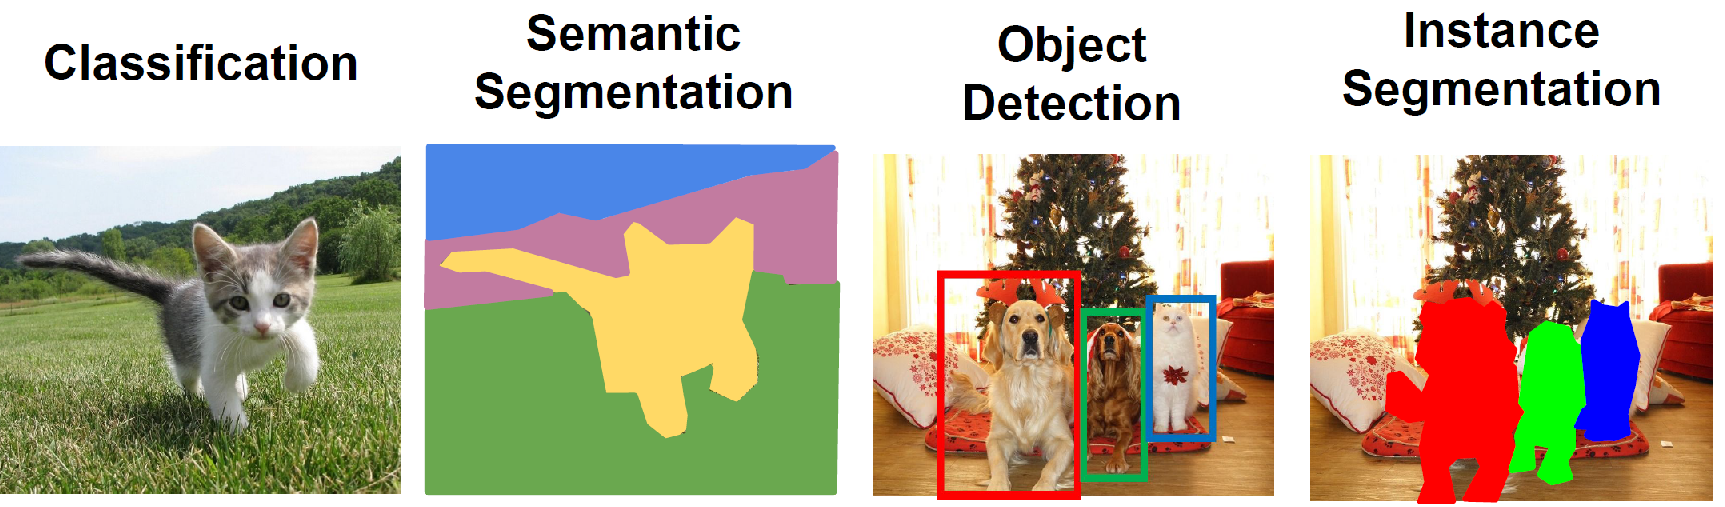 Classification
Semantic
Segmentation
Object
Detection
Instance
Segmentation